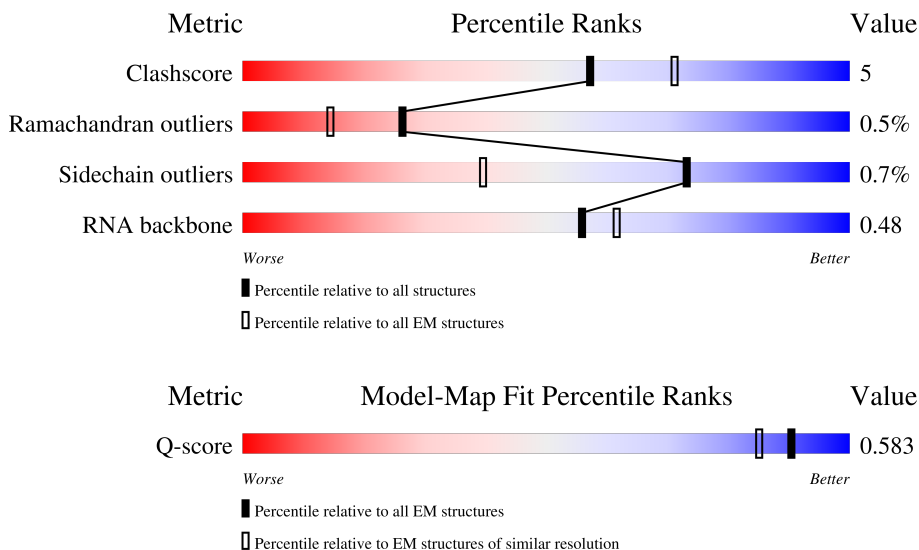 Metric Percentile Ranks Value
Clashscore 5
Ramachandran outliers 0.5%
Sidechain outliers 0.7%
RNA backbone 0.48
Worse Better
Percentile relative to all structures
Percentile relative to all EM structures
Metric Model-Map Fit Percentile Ranks Value
Q-score 0.583
Worse Better
Percentile relative to all EM structures
Percentile relative to EM structures of similar resolution